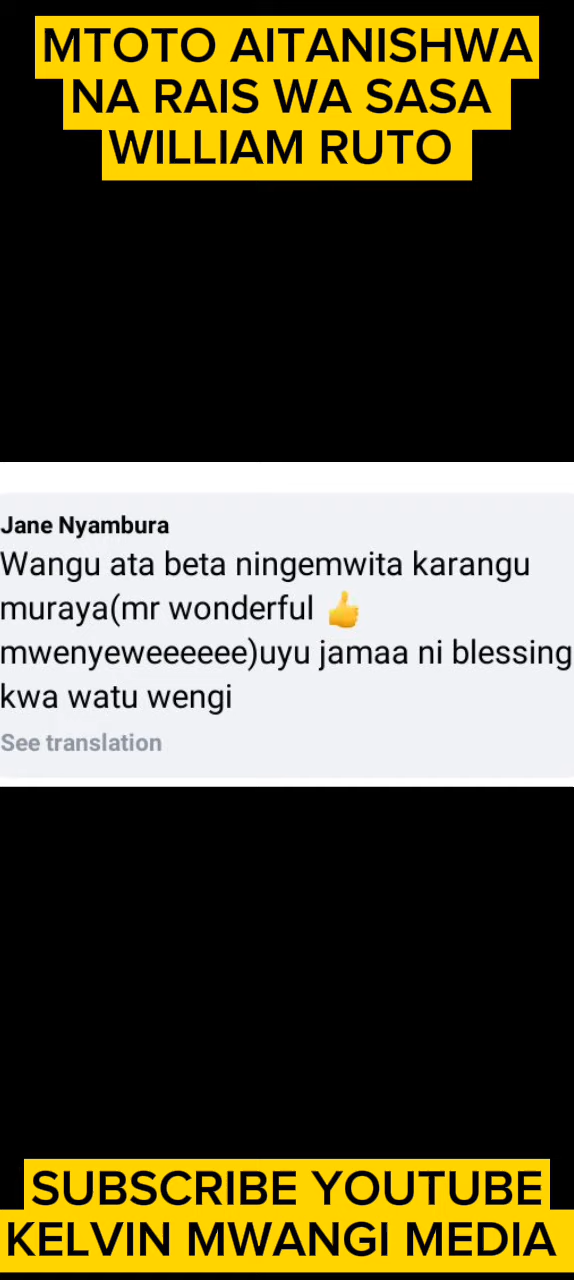 MTOTO AITANISHWA
NA RAIS WA SASA
WILLIAM RUTO
Jane Nyambura
Wangu ata beta ningemwita karangu
muraya(mr wonderful 👍
mwenyeweeeeee)uyu jamaa ni blessing
kwa watu wengi
See translation
SUBSCRIBE YOUTUBE
KELVIN MWANGI MEDIA